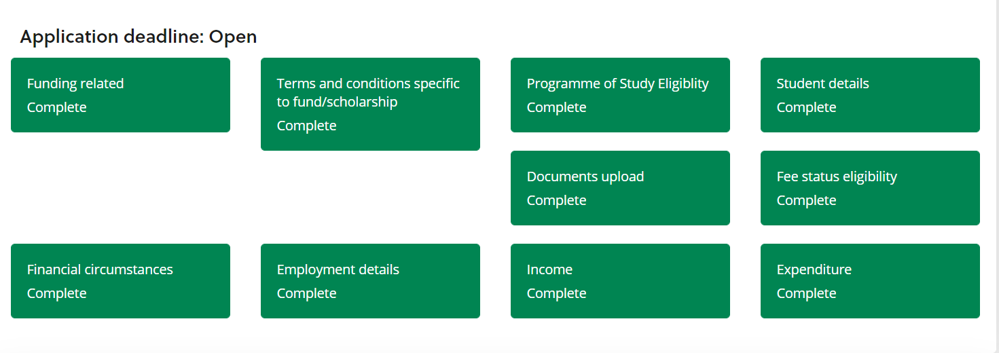 Application deadline: Open
Funding related
Complete
Terms and conditions specific
to fund/scholarship
Complete
Programme of Study Eligiblity
Complete
Student details
Complete
Documents upload
Complete
Fee status eligibility
Complete
Financial circumstances
Complete
Employment details
Complete
Income
Complete
Expenditure
Complete